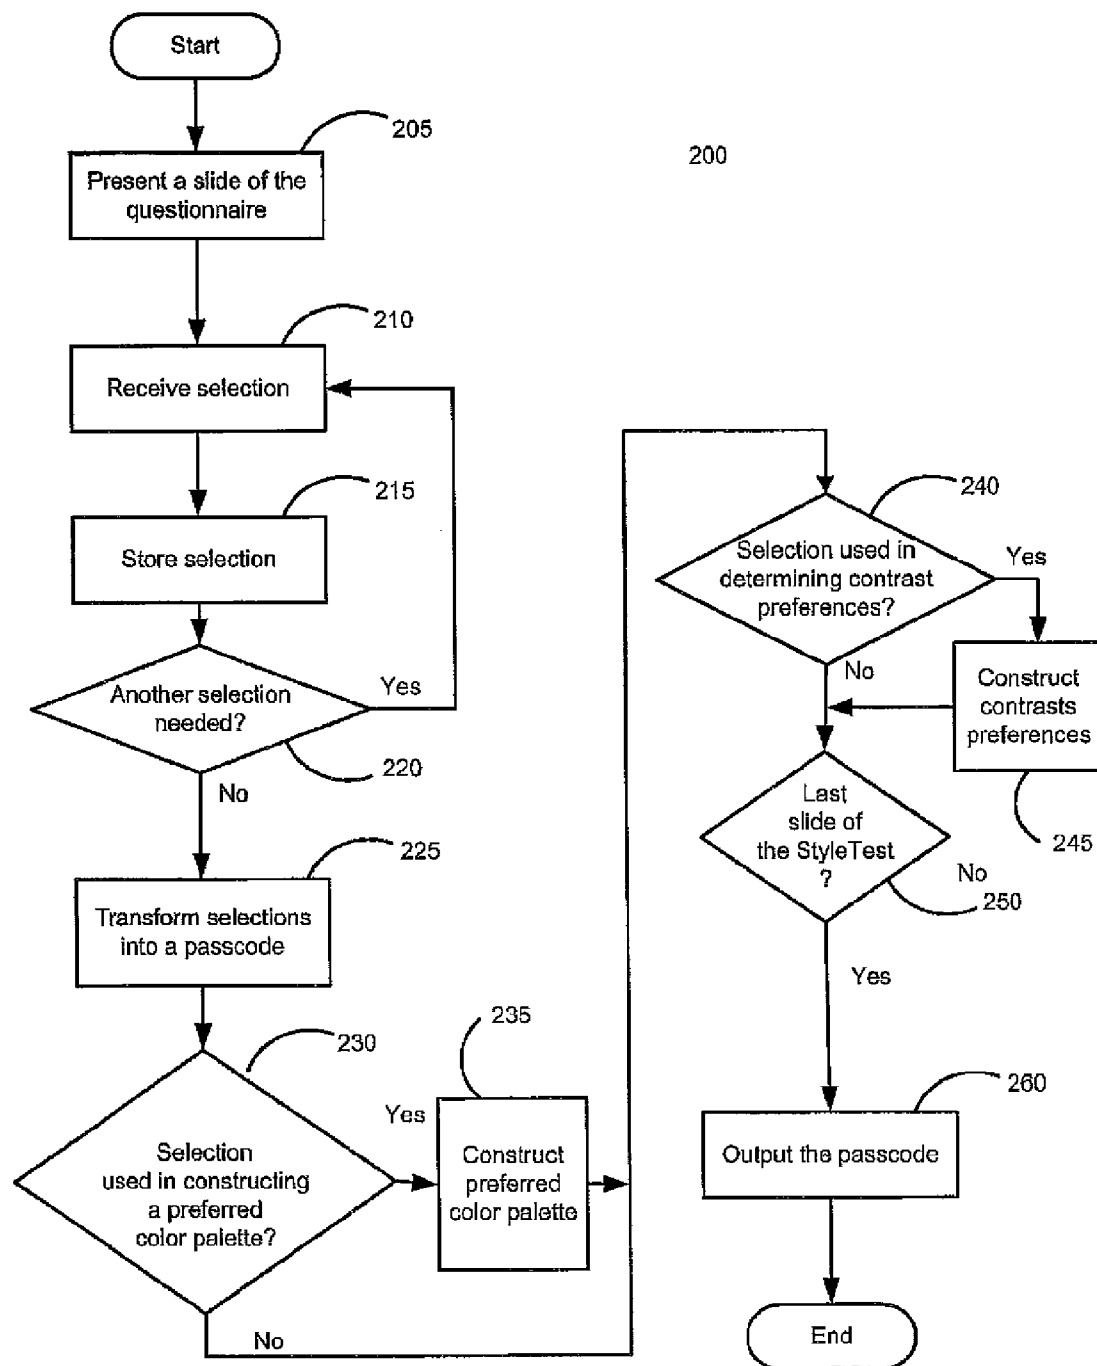 Start
205
Present a slide of the
questionnaire
200
210
Receive selection
215
Store selection
Another selection
needed?
Yes
220
No
225
Transform selections
into a passcode
230
Selection
used in constructing
a preferred
color palette?
Yes
235
Construct
preferred
color palette
No
240
Selection used in
determining contrast
preferences?
Yes
No
Construct
contrasts
preferences
245
Last
slide of
the StyleTest
?
No
250
Yes
260
Output the passcode
End